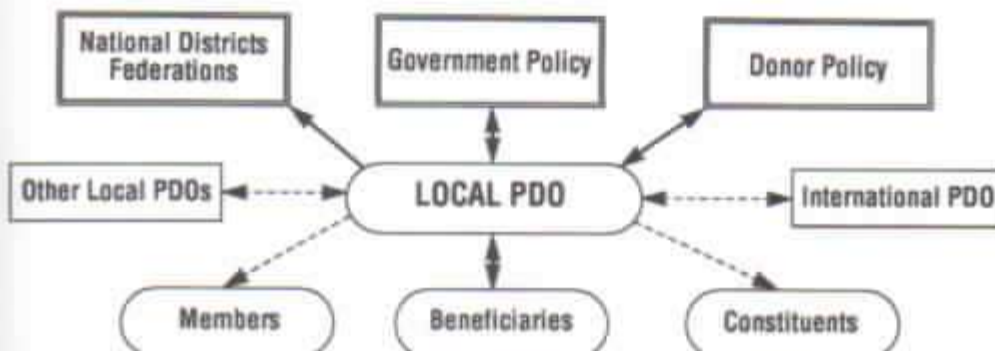 National Districts
Federations
Government Policy
Donor Policy
Other Local PDOs
LOCAL PDO
International PDO
Members
Beneficiaries
Constituents